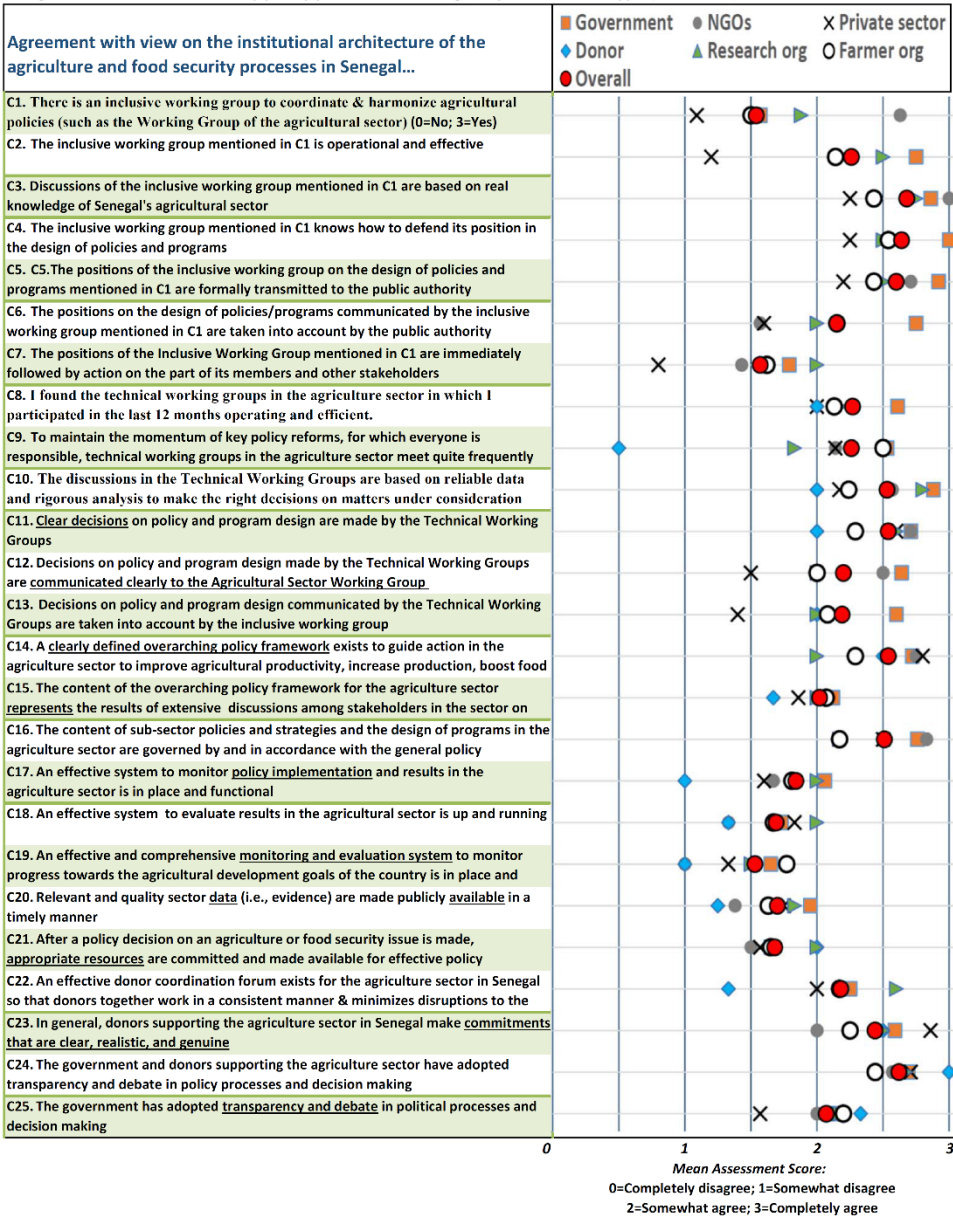 Agreement with view on the institutional architecture of the
agriculture and food security processes in Senegal...
Government
NGOs
Private sector
Donor
Research org
Farmer org
Overall
C1. There is an inclusive working group to coordinate & harmonize agricultural
policies (such as the Working Group of the agricultural sector) (0=No; 3=Yes)
C2. The inclusive working group mentioned in C1 is operational and effective
C3. Discussions of the inclusive working group mentioned in C1 are based on real
knowledge of Senegal's agricultural sector
C4. The inclusive working group mentioned in C1 knows how to defend its position in
the design of policies and programs
C5. C5.The positions of the inclusive working group on the design of policies and
programs mentioned in C1 are formally transmitted to the public authority
C6. The positions on the design of policies/programs communicated by the inclusive
working group mentioned in C1 are taken into account by the public authority
C7. The positions of the Inclusive Working Group mentioned in C1 are immediately
followed by action on the part of its members and other stakeholders
C8. I found the technical working groups in the agriculture sector in which I
participated in the last 12 months operating and efficient.
C9. To maintain the momentum of key policy reforms, for which everyone is
responsible, technical working groups in the agriculture sector meet quite frequently
C10. The discussions in the Technical Working Groups are based on reliable data
and rigorous analysis to make the right decisions on matters under consideration
C11. Clear decisions on policy and program design are made by the Technical Working
Groups
C12. Decisions on policy and program design made by the Technical Working Groups
are communicated clearly to the Agricultural Sector Working Group
C13. Decisions on policy and program design communicated by the Technical Working
Groups are taken into account by the inclusive working group
C14. A clearly defined overarching policy framework exists to guide action in the
agriculture sector to improve agricultural productivity, increase production, boost food
C15. The content of the overarching policy framework for the agriculture sector
represents the results of extensive discussions among stakeholders in the sector on
C16. The content of sub-sector policies and strategies and the design of programs in the
agriculture sector are governed by and in accordance with the general policy
C17. An effective system to monitor policy implementation and results in the
agriculture sector is in place and functional
C18. An effective system to evaluate results in the agricultural sector is up and running
C19. An effective and comprehensive monitoring and evaluation system to monitor
progress towards the agricultural development goals of the country is in place and
C20. Relevant and quality sector data (i.e., evidence) are made publicly available in a
timely manner
C21. After a policy decision on an agriculture or food security issue is made,
appropriate resources are committed and made available for effective policy
C22. An effective donor coordination forum exists for the agriculture sector in Senegal
so that donors together work in a consistent manner & minimizes disruptions to the
C23. In general, donors supporting the agriculture sector in Senegal make commitments
that are clear, realistic, and genuine
C24. The government and donors supporting the agriculture sector have adopted
transparency and debate in policy processes and decision making
C25. The government has adopted transparency and debate in political processes and
decision making
0 1 2 3
Mean Assessment Score:
0=Completely disagree; 1=Somewhat disagree
2=Somewhat agree; 3=Completely agree